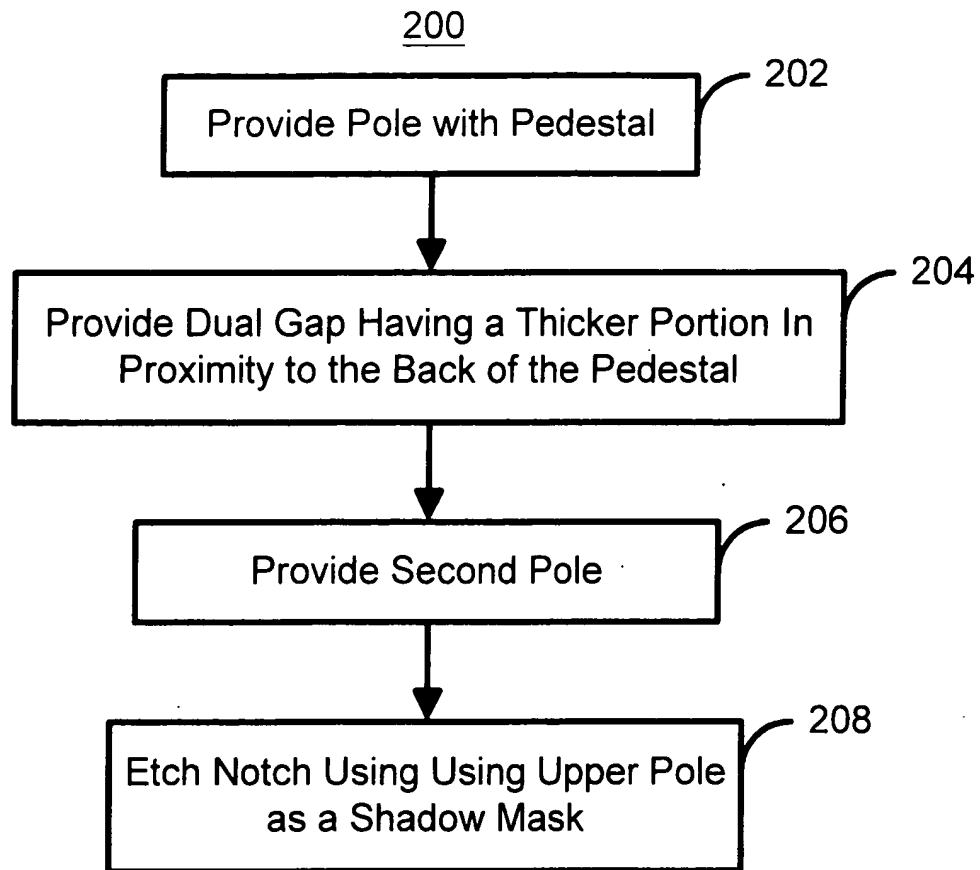 200
202
Provide Pole with Pedestal
204
Provide Dual Gap Having a Thicker Portion In
Proximity to the Back of the Pedestal
206
Provide Second Pole
208
Etch Notch Using Using Upper Pole
as a Shadow Mask